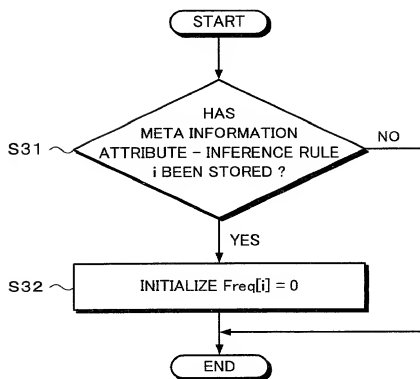 START
HAS
META INFORMATION
ATTRIBUTE – INFERENCE RULE
i BEEN STORED ?
S31
NO
YES
S32
INITIALIZE Freq[i] = 0
END